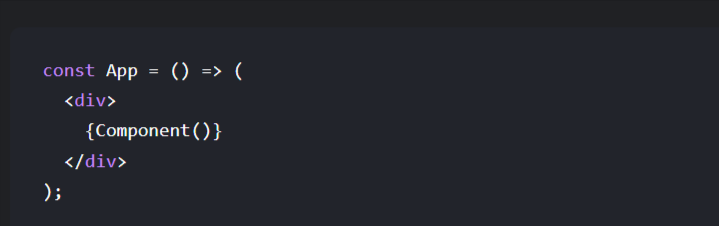 const App = () => (
  <div>
    {Component()}
  </div>
);